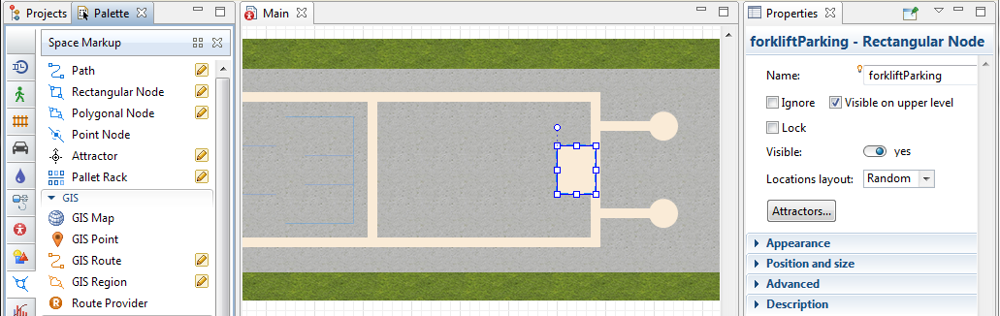 Projects
Palette
Space Markup
Path
Rectangular Node
Polygonal Node
Point Node
Attractor
Pallet Rack
GIS
GIS Map
GIS Point
GIS Route
GIS Region
Route Provider
Main
Properties
forkliftParking - Rectangular Node
Name: forkliftParking
Ignore Visible on upper level
Lock
Visible: yes
Locations layout: Random
Attractors...
Appearance
Position and size
Advanced
Description